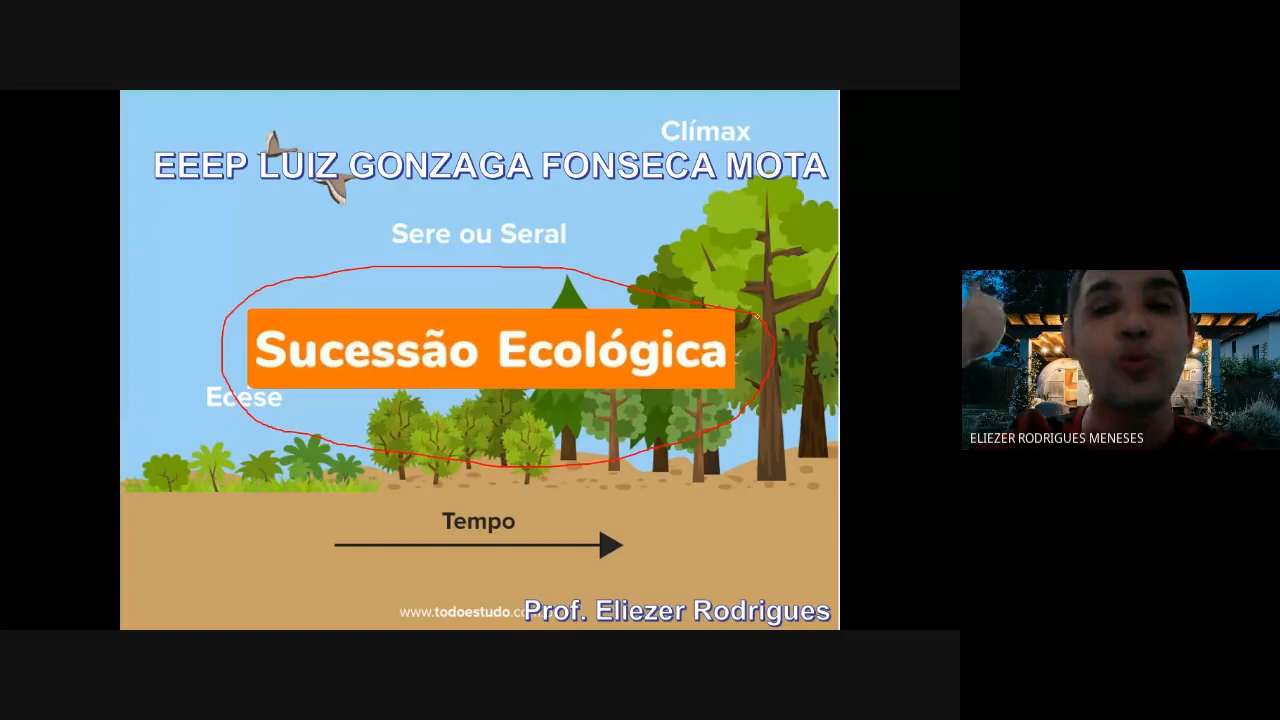 Clímax
EEEP LUIZ GONZAGA FONSECA MOTA
Sere ou Seral
Sucessão Ecológica
Ecese
ELIEZER RODRIGUES MENESES
Tempo
www.todoestudo.co
Prof. Eliezer Rodrigues